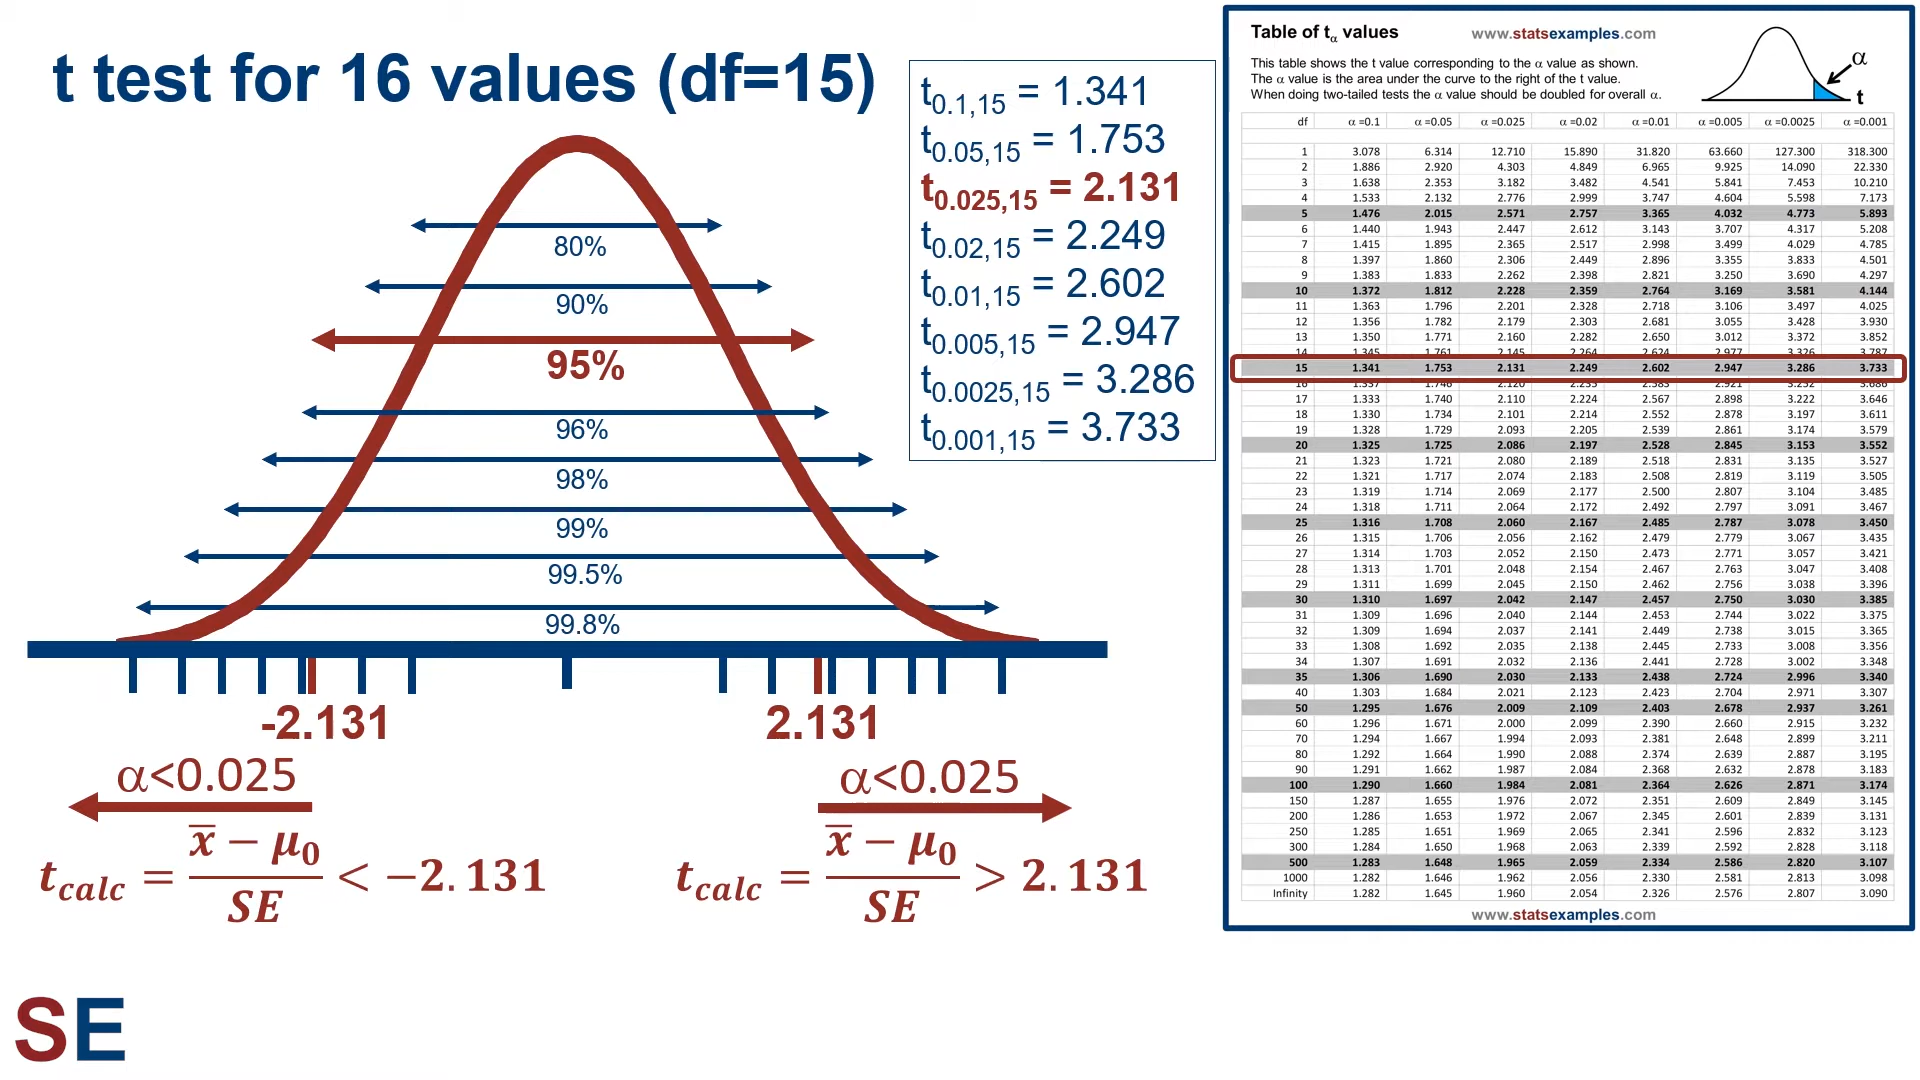 t test for 16 values (df=15)
80%
90%
95%
96%
98%
99%
99.5%
99.8%
-2.131 2.131
α<0.025 α<0.025
t_calc = (x̄ − μ₀)/SE < −2.131 t_calc = (x̄ − μ₀)/SE > 2.131
SE
t0.1,15 = 1.341
t0.05,15 = 1.753
t0.025,15 = 2.131
t0.02,15 = 2.249
t0.01,15 = 2.602
t0.005,15 = 2.947
t0.0025,15 = 3.286
t0.001,15 = 3.733
Table of tα values www.statsexamples.com
This table shows the t value corresponding to the α value as shown.
The α value is the area under the curve to the right of the t value.
When doing two-tailed tests the α value should be doubled for overall α.
α
t
df α =0.1 α =0.05 α =0.025 α =0.02 α =0.01 α =0.005 α =0.0025 α =0.001
1 3.078 6.314 12.710 15.890 31.820 63.660 127.300 318.300
2 1.886 2.920 4.303 4.849 6.965 9.925 14.090 22.330
3 1.638 2.353 3.182 3.482 4.541 5.841 7.453 10.210
4 1.533 2.132 2.776 2.999 3.747 4.604 5.598 7.173
5 1.476 2.015 2.571 2.757 3.365 4.032 4.773 5.893
6 1.440 1.943 2.447 2.612 3.143 3.707 4.317 5.208
7 1.415 1.895 2.365 2.517 2.998 3.499 4.029 4.785
8 1.397 1.860 2.306 2.449 2.896 3.355 3.833 4.501
9 1.383 1.833 2.262 2.398 2.821 3.250 3.690 4.297
10 1.372 1.812 2.228 2.359 2.764 3.169 3.581 4.144
11 1.363 1.796 2.201 2.328 2.718 3.106 3.497 4.025
12 1.356 1.782 2.179 2.303 2.681 3.055 3.428 3.930
13 1.350 1.771 2.160 2.282 2.650 3.012 3.372 3.852
14 1.345 1.761 2.145 2.264 2.624 2.977 3.326 3.787
15 1.341 1.753 2.131 2.249 2.602 2.947 3.286 3.733
16 1.337 1.746 2.120 2.235 2.583 2.921 3.252 3.686
17 1.333 1.740 2.110 2.224 2.567 2.898 3.222 3.646
18 1.330 1.734 2.101 2.214 2.552 2.878 3.197 3.611
19 1.328 1.729 2.093 2.205 2.539 2.861 3.174 3.579
20 1.325 1.725 2.086 2.197 2.528 2.845 3.153 3.552
21 1.323 1.721 2.080 2.189 2.518 2.831 3.135 3.527
22 1.321 1.717 2.074 2.183 2.508 2.819 3.119 3.505
23 1.319 1.714 2.069 2.177 2.500 2.807 3.104 3.485
24 1.318 1.711 2.064 2.172 2.492 2.797 3.091 3.467
25 1.316 1.708 2.060 2.167 2.485 2.787 3.078 3.450
26 1.315 1.706 2.056 2.162 2.479 2.779 3.067 3.435
27 1.314 1.703 2.052 2.150 2.473 2.771 3.057 3.421
28 1.313 1.701 2.048 2.154 2.467 2.763 3.047 3.408
29 1.311 1.699 2.045 2.150 2.462 2.756 3.038 3.396
30 1.310 1.697 2.042 2.147 2.457 2.750 3.030 3.385
31 1.309 1.696 2.040 2.144 2.453 2.744 3.022 3.375
32 1.309 1.694 2.037 2.141 2.449 2.738 3.015 3.365
33 1.308 1.692 2.035 2.138 2.445 2.733 3.008 3.356
34 1.307 1.691 2.032 2.136 2.441 2.728 3.002 3.348
35 1.306 1.690 2.030 2.133 2.438 2.724 2.996 3.340
40 1.303 1.684 2.021 2.123 2.423 2.704 2.971 3.307
50 1.295 1.676 2.009 2.109 2.403 2.678 2.937 3.261
60 1.296 1.671 2.000 2.099 2.390 2.660 2.915 3.232
70 1.294 1.667 1.994 2.093 2.381 2.648 2.899 3.211
80 1.292 1.664 1.990 2.088 2.374 2.639 2.887 3.195
90 1.291 1.662 1.987 2.084 2.368 2.632 2.878 3.183
100 1.290 1.660 1.984 2.081 2.364 2.626 2.871 3.174
150 1.287 1.655 1.976 2.072 2.351 2.609 2.849 3.145
200 1.286 1.653 1.972 2.067 2.345 2.601 2.839 3.131
250 1.285 1.651 1.969 2.065 2.341 2.596 2.832 3.123
300 1.284 1.650 1.968 2.063 2.339 2.592 2.828 3.118
500 1.283 1.648 1.965 2.059 2.334 2.586 2.820 3.107
1000 1.282 1.646 1.962 2.056 2.330 2.581 2.813 3.098
Infinity 1.282 1.645 1.960 2.054 2.326 2.576 2.807 3.090
www.statsexamples.com